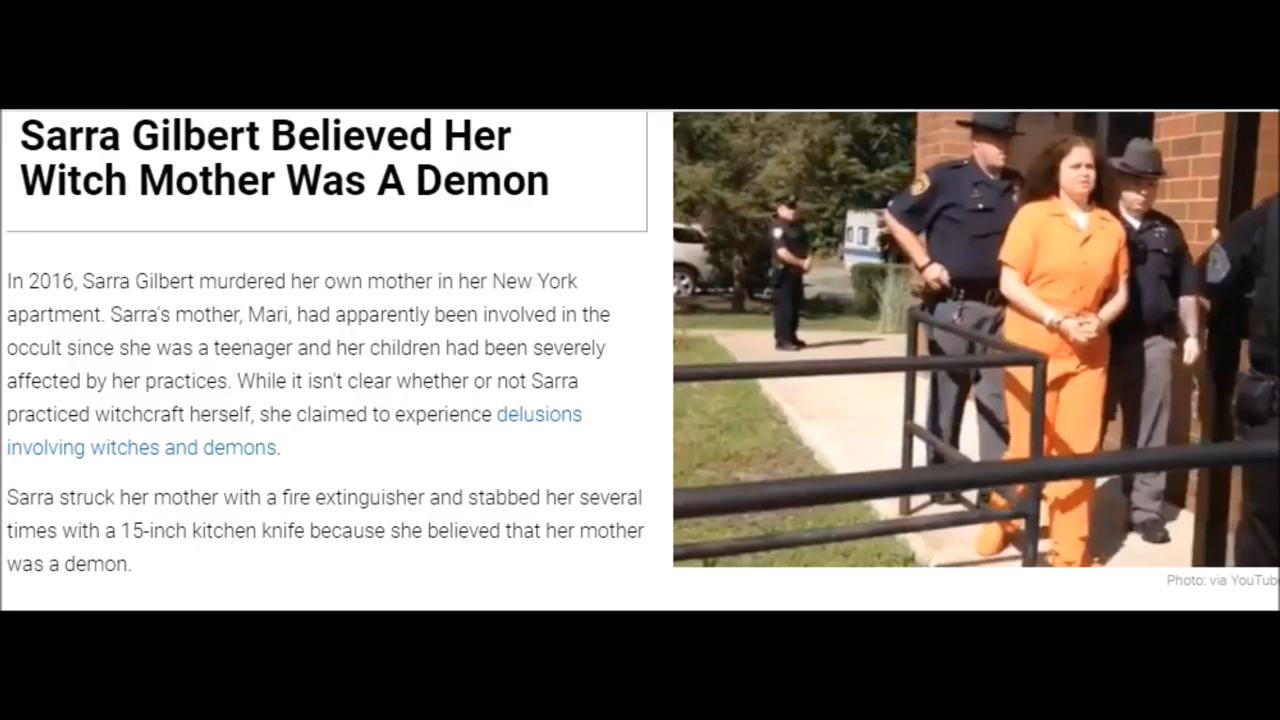 Sarra Gilbert Believed Her
Witch Mother Was A Demon
In 2016, Sarra Gilbert murdered her own mother in her New York
apartment. Sarra's mother, Mari, had apparently been involved in the
occult since she was a teenager and her children had been severely
affected by her practices. While it isn't clear whether or not Sarra
practiced witchcraft herself, she claimed to experience delusions
involving witches and demons.
Sarra struck her mother with a fire extinguisher and stabbed her several
times with a 15-inch kitchen knife because she believed that her mother
was a demon.
Photo: via YouTub